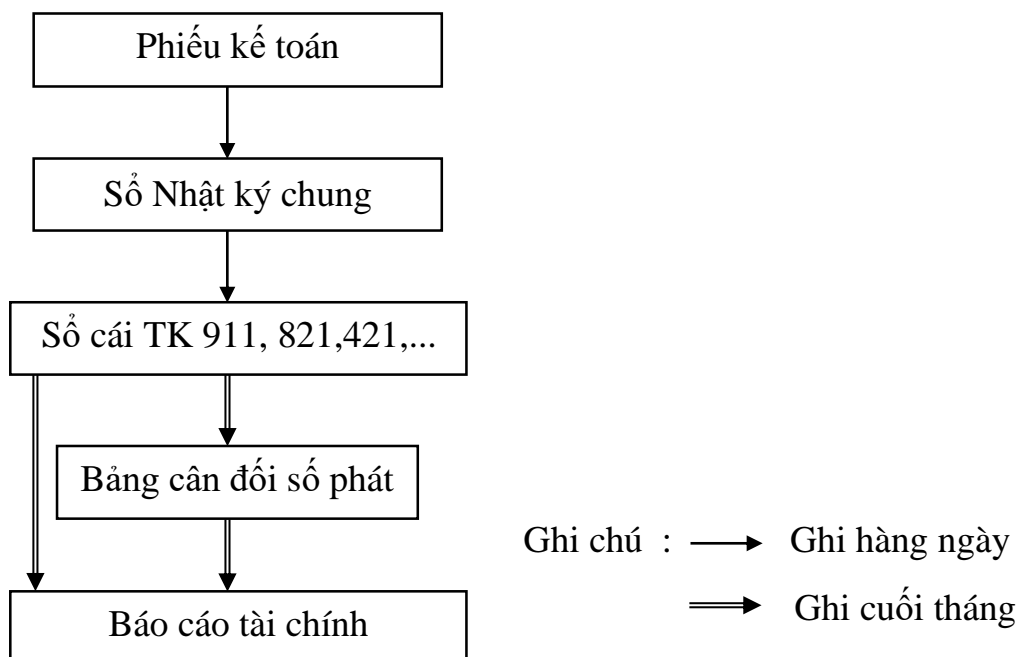 Phiếu kế toán
Sổ Nhật ký chung
Sổ cái TK 911, 821,421,...
Bảng cân đối số phát
Ghi chú : Ghi hàng ngày
Ghi cuối tháng
Báo cáo tài chính